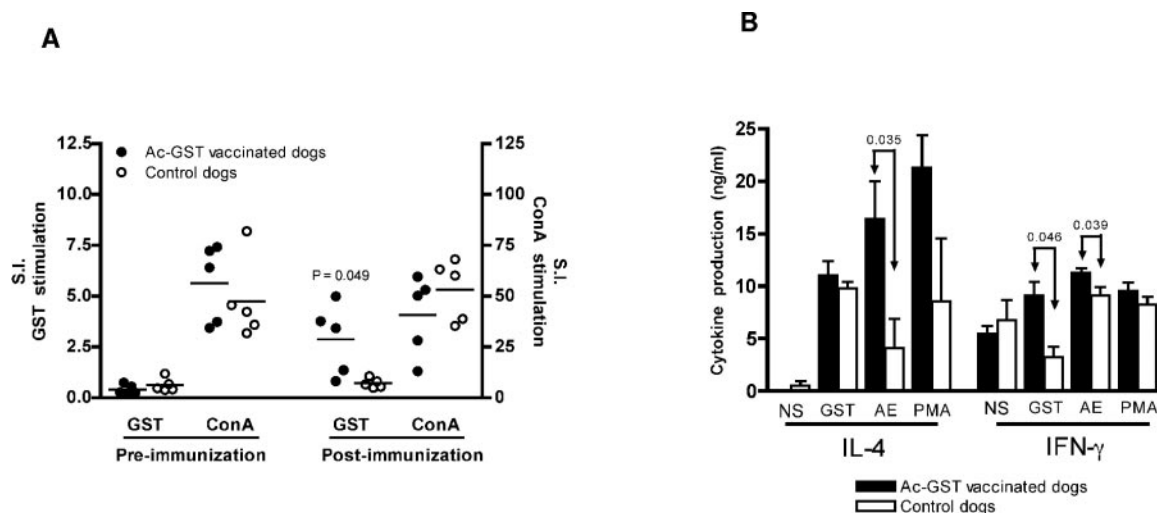 A
S.I.
GST stimulation
12.5
10.0
7.5
5.0
2.5
0.0
Ac-GST vaccinated dogs
Control dogs
P = 0.049
125
100
75
50
25
0
S.I.
ConA stimulation
GST ConA GST ConA
Pre-immunization Post-immunization
B
Cytokine production (ng/ml)
25
20
15
10
5
0
0.035
0.046
0.039
NS GST AE PMA NS GST AE PMA
IL-4 IFN-γ
Ac-GST vaccinated dogs
Control dogs